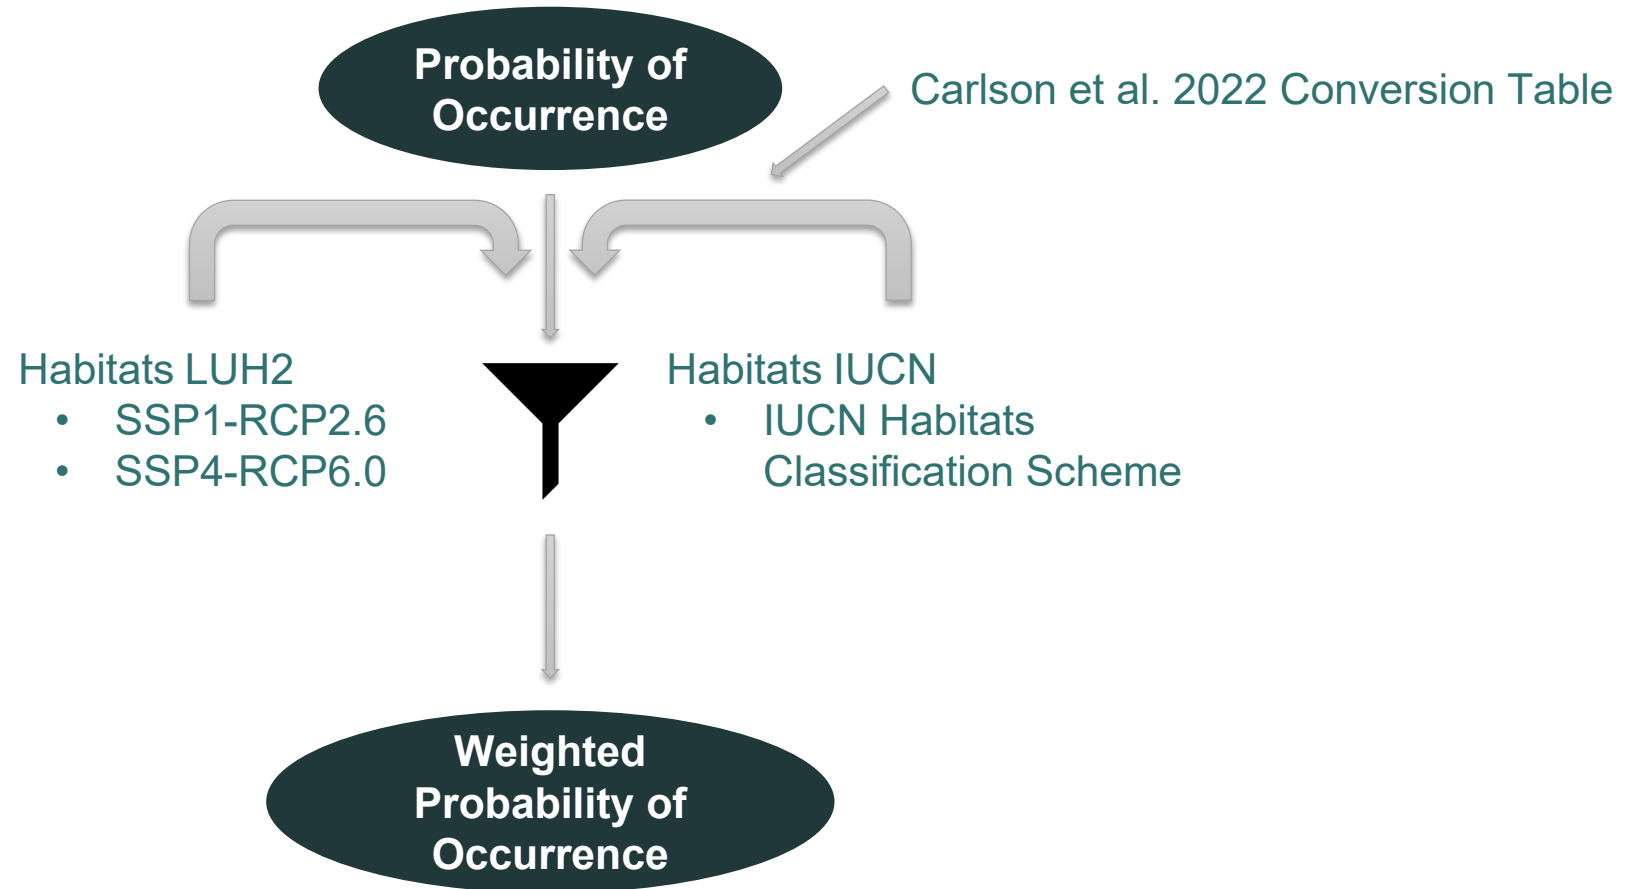 Probability of
Occurrence
Carlson et al. 2022 Conversion Table
Habitats LUH2
• SSP1-RCP2.6
• SSP4-RCP6.0
Habitats IUCN
• IUCN Habitats
Classification Scheme
Weighted
Probability of
Occurrence